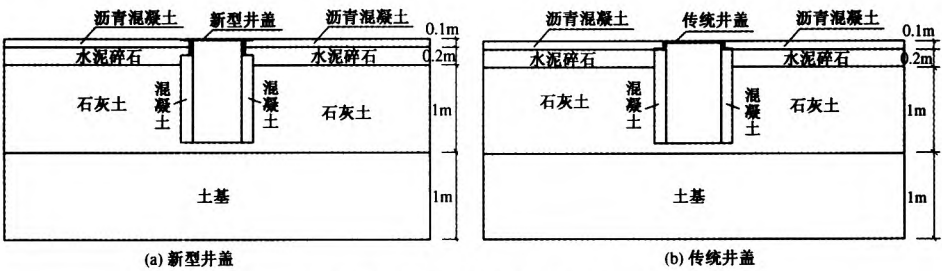 沥青混凝土
新型井盖
沥青混凝土
0.1m
水泥碎石
水泥碎石
0.2m
石灰土
混凝土
混凝土
石灰土
1m
土基
1m
(a) 新型井盖
沥青混凝土
传统井盖
沥青混凝土
0.1m
水泥碎石
水泥碎石
0.2m
石灰土
混凝土
混凝土
石灰土
1m
土基
1m
(b) 传统井盖